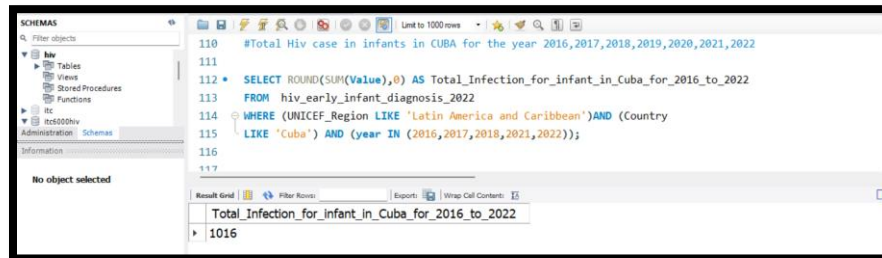 SCHEMAS
Filter objects
hiv
Tables
Views
Stored Procedures
Functions
itc
itc6000hiv
Administration Schemas
Information
No object selected
Limit to 1000 rows
110 #Total Hiv case in infants in CUBA for the year 2016,2017,2018,2019,2020,2021,2022
111
112 SELECT ROUND(SUM(Value),0) AS Total_Infection_for_infant_in_Cuba_for_2016_to_2022
113 FROM hiv_early_infant_diagnosis_2022
114 WHERE (UNICEF_Region LIKE 'Latin America and Caribbean')AND (Country
115 LIKE 'Cuba') AND (year IN (2016,2017,2018,2021,2022));
116
117
Result Grid Filter Rows: Export: Wrap Cell Content:
Total_Infection_for_infant_in_Cuba_for_2016_to_2022
1016